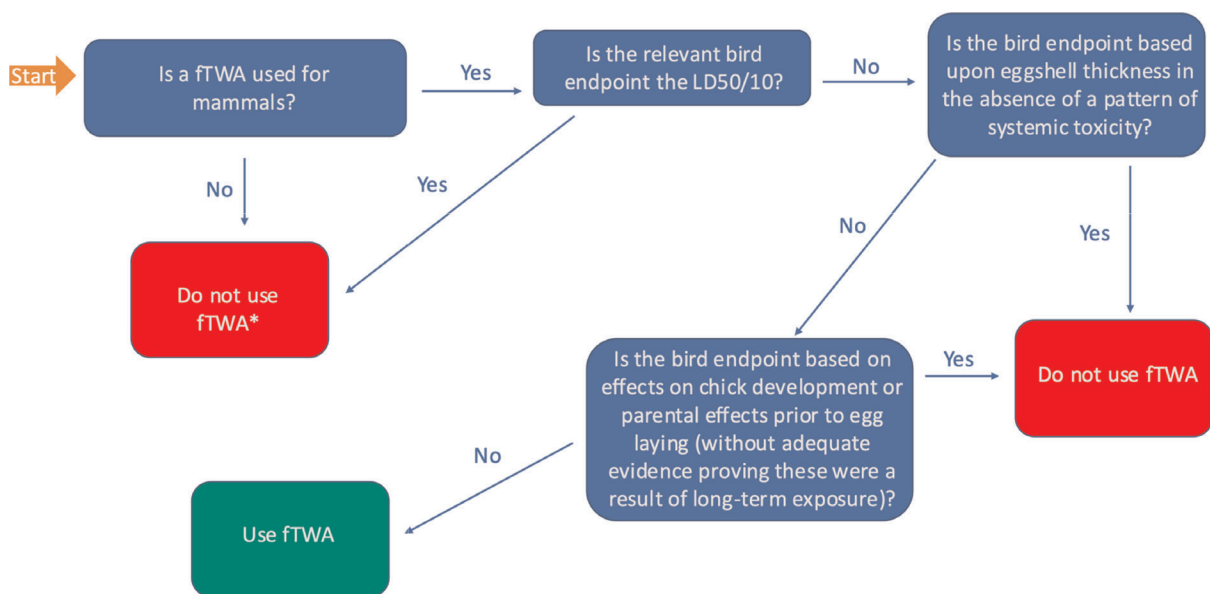 Start
Is a fTWA used for
mammals?
Yes
Is the relevant bird
endpoint the LD50/10?
No
Is the bird endpoint based
upon eggshell thickness in
the absence of a pattern of
systemic toxicity?
No
Yes
No
Yes
Do not use
fTWA*
Is the bird endpoint based on
effects on chick development or
parental effects prior to egg
laying (without adequate
evidence proving these were a
result of long-term exposure)?
Yes
Do not use fTWA
No
Use fTWA